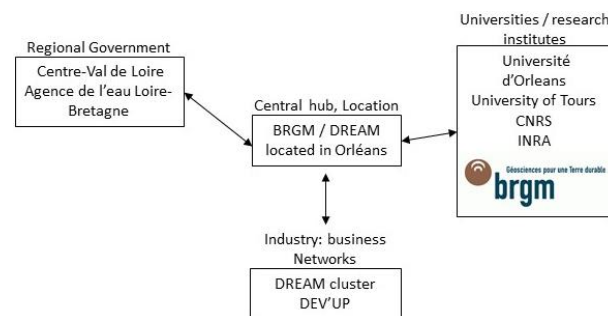 Regional Government
Centre-Val de Loire
Agence de l'eau Loire-
Bretagne
Central hub, Location
BRGM / DREAM
located in Orléans
Universities / research
institutes
Université
d'Orleans
University of Tours
CNRS
INRA
Géosciences pour une Terre durable
brgm
Industry: business
Networks
DREAM cluster
DEV'UP